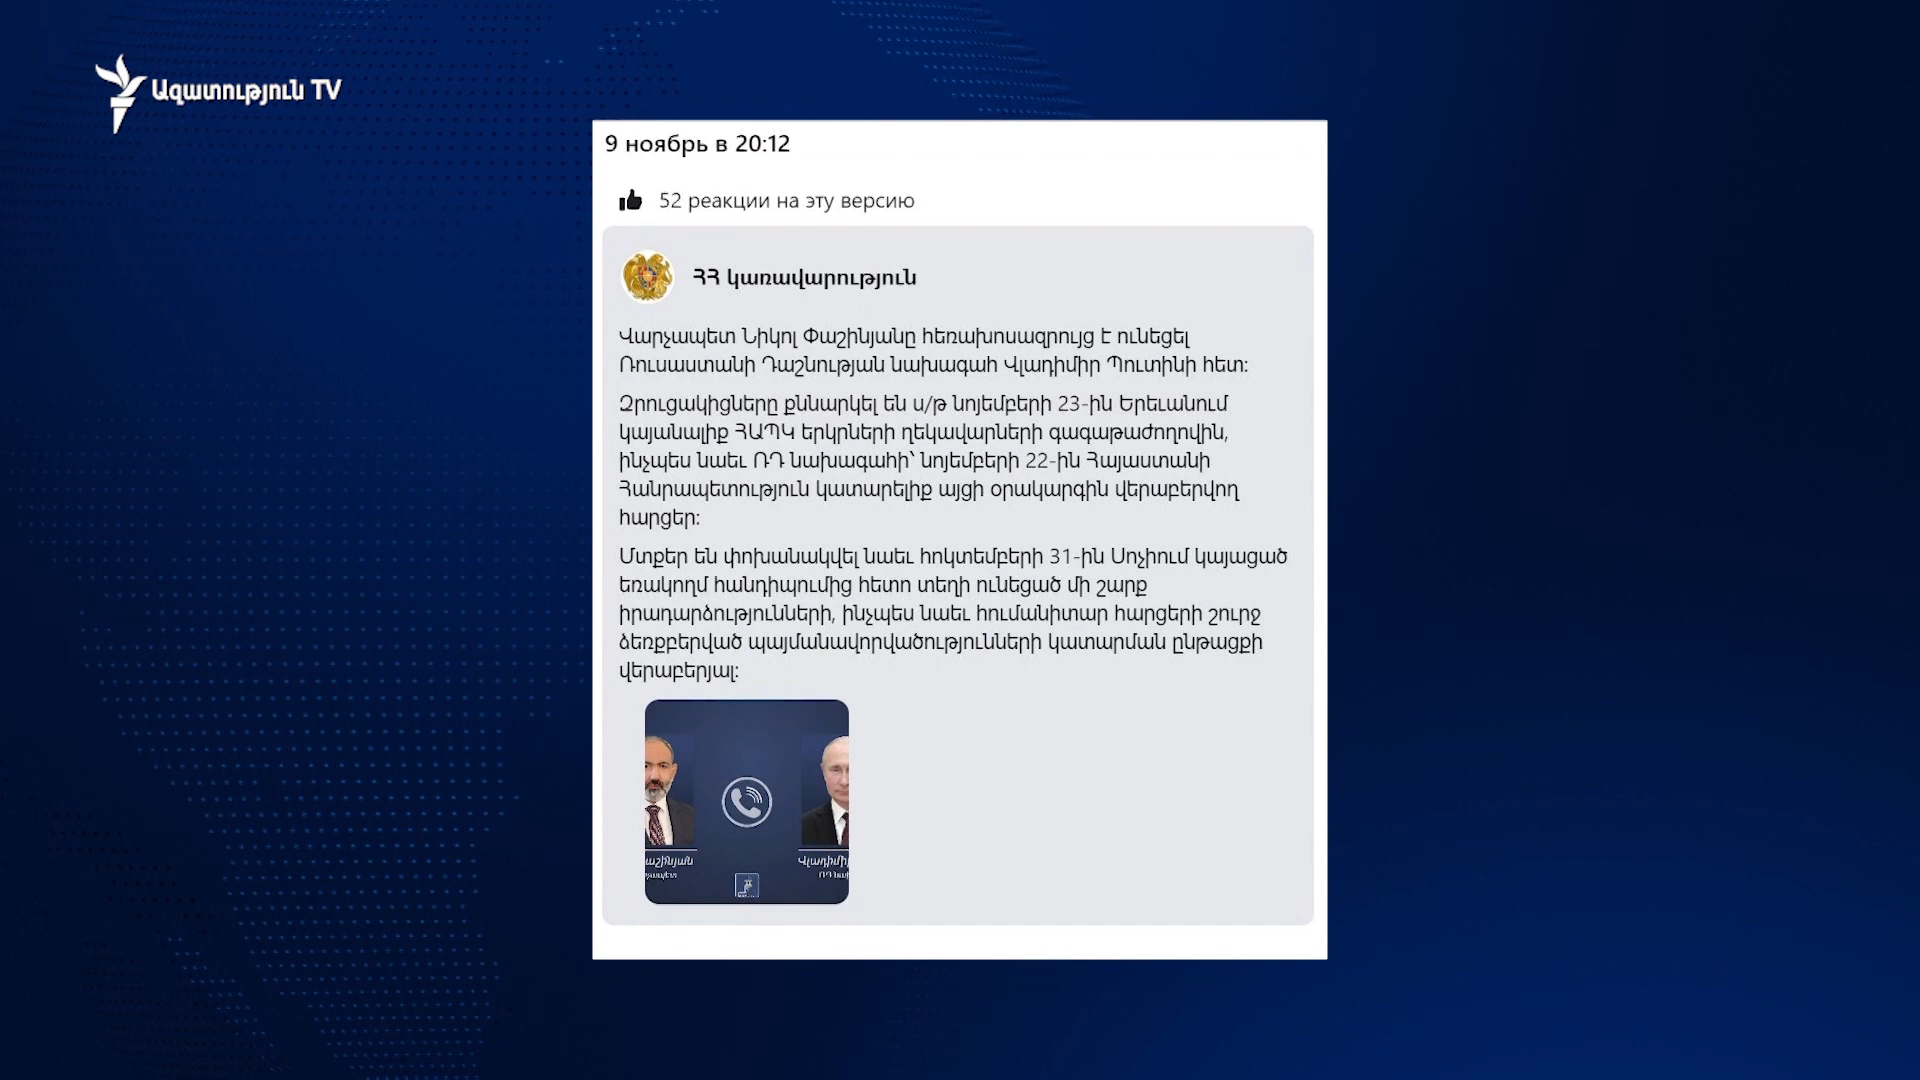 Ազատություն TV
9 ноябрь в 20:12
52 реакции на эту версию
ՀՀ կառավարություն
Վարչապետ Նիկոլ Փաշինյանը հեռախոսազրույց է ունեցել
Ռուսաստանի Դաշնության նախագահ Վլադիմիր Պուտինի հետ:
Զրուցակիցները քննարկել են ս/թ նոյեմբերի 23-ին Երեւանում
կայանալիք ՀԱՊԿ երկրների ղեկավարների գագաթաժողովին,
ինչպես նաեւ ՌԴ նախագահի՝ նոյեմբերի 22-ին Հայաստանի
Հանրապետություն կատարելիք այցի օրակարգին վերաբերվող
հարցեր:
Մտքեր են փոխանակվել նաեւ հոկտեմբերի 31-ին Սոչիում կայացած
եռակողմ հանդիպումից հետո տեղի ունեցած մի շարք
իրադարձությունների, ինչպես նաեւ հումանիտար հարցերի շուրջ
ձեռքբերված պայմանավորվածությունների կատարման ընթացքի
վերաբերյալ:
աշինյան Վլադիմիր
ՌԴ նախ